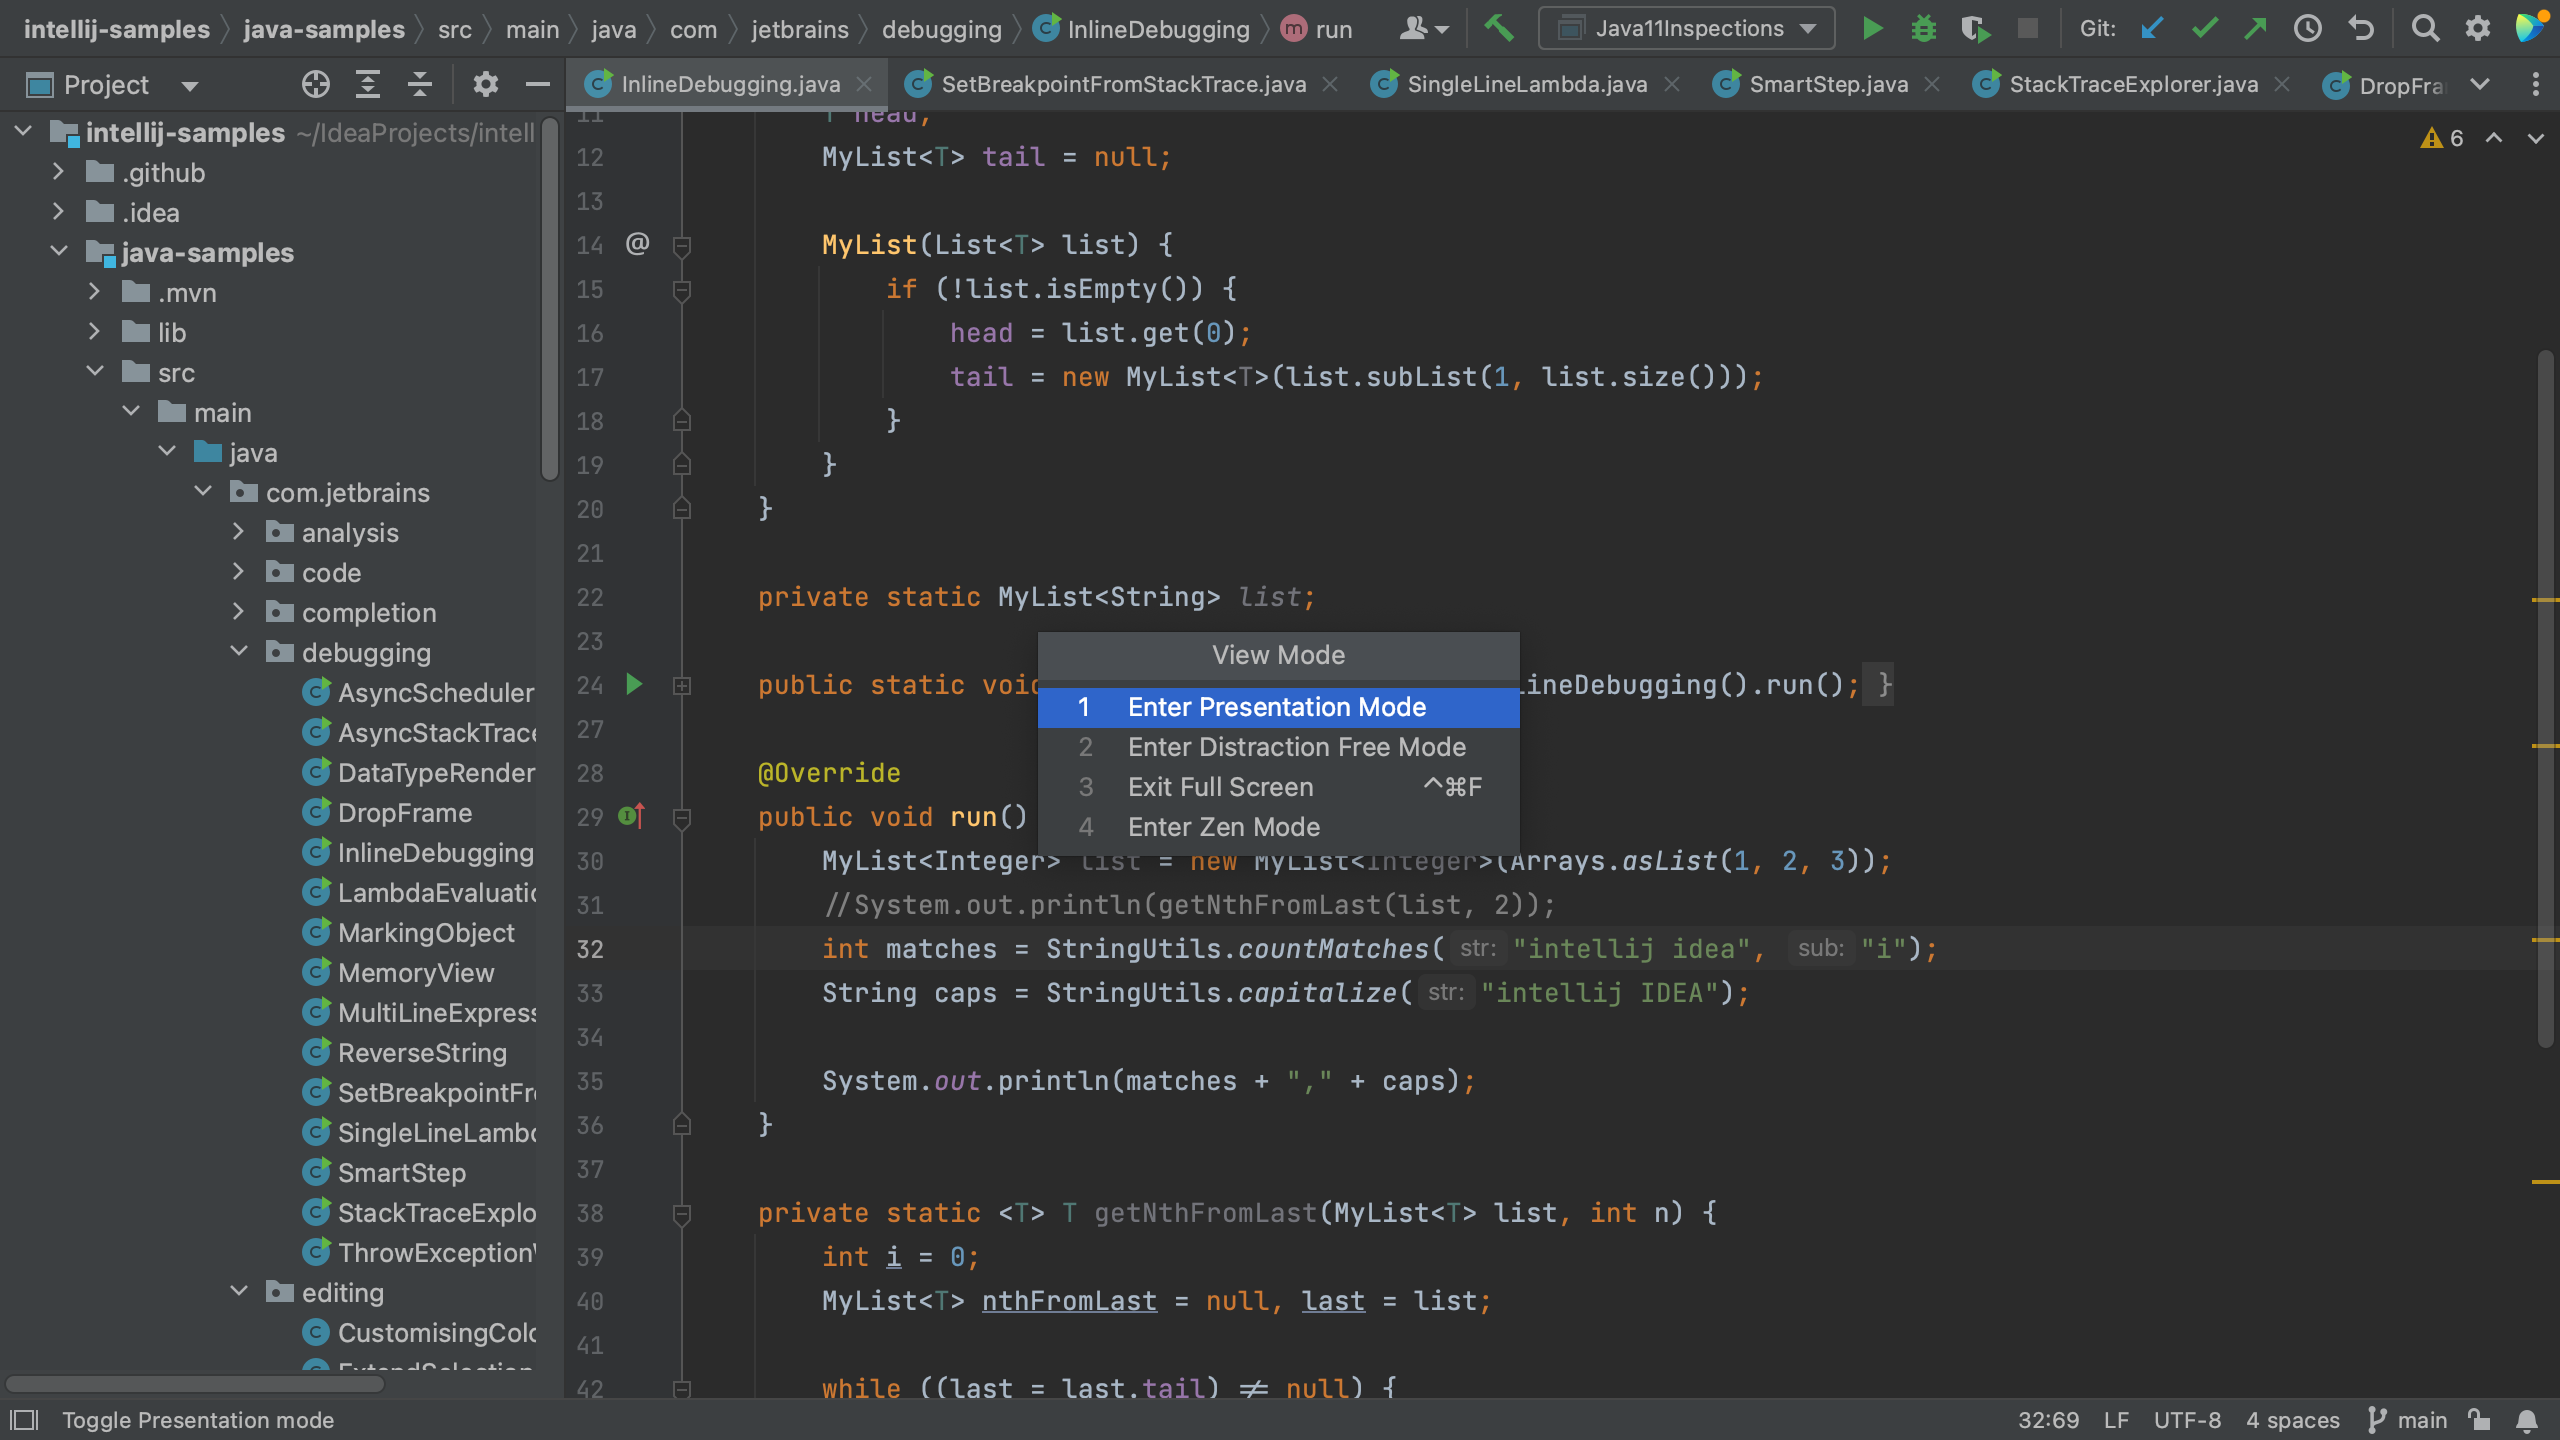 intellij-samples java-samples src main java com jetbrains debugging InlineDebugging run Java11Inspections Git:
Project
InlineDebugging.java SetBreakpointFromStackTrace.java SingleLineLambda.java SmartStep.java StackTraceExplorer.java DropFra
intellij-samples ~/IdeaProjects/intell
.github
.idea
java-samples
.mvn
lib
src
main
java
com.jetbrains
analysis
code
completion
debugging
AsyncScheduler
AsyncStackTrace
DataTypeRender
DropFrame
InlineDebugging
LambdaEvaluatio
MarkingObject
MemoryView
MultiLineExpress
ReverseString
SetBreakpointFr
SingleLineLamb
SmartStep
StackTraceExplo
ThrowException
editing
CustomisingColo
ExtendSelection
6
11 T head;
12 MyList<T> tail = null;
13
14 @ MyList(List<T> list) {
15 if (!list.isEmpty()) {
16 head = list.get(0);
17 tail = new MyList<T>(list.subList(1, list.size()));
18 }
19 }
20 }
21
22 private static MyList<String> list;
23
24 public static void lineDebugging().run(); }
27
28 @Override
29 public void run()
30 MyList<Integer> list = new MyList<Integer>(Arrays.asList(1, 2, 3));
31 //System.out.println(getNthFromLast(list, 2));
32 int matches = StringUtils.countMatches( str: "intellij idea", sub: "i");
33 String caps = StringUtils.capitalize( str: "intellij IDEA");
34
35 System.out.println(matches + "," + caps);
36 }
37
38 private static <T> T getNthFromLast(MyList<T> list, int n) {
39 int i = 0;
40 MyList<T> nthFromLast = null, last = list;
41
42 while ((last = last.tail) ≠ null) {
View Mode
1 Enter Presentation Mode
2 Enter Distraction Free Mode
3 Exit Full Screen ^⌘F
4 Enter Zen Mode
Toggle Presentation mode 32:69 LF UTF-8 4 spaces main